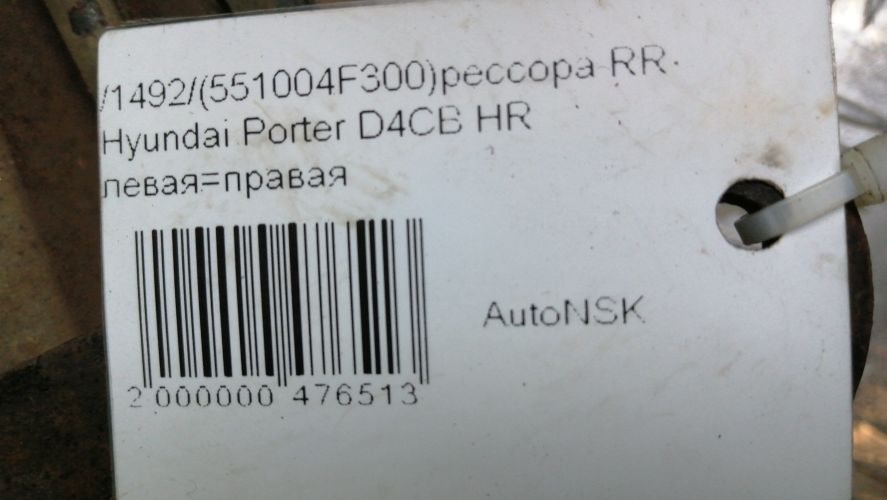 /1492/(551004F300)рессора RR
Hyundai Porter D4CB HR
левая=правая
AutoNSK
2 000000 476513